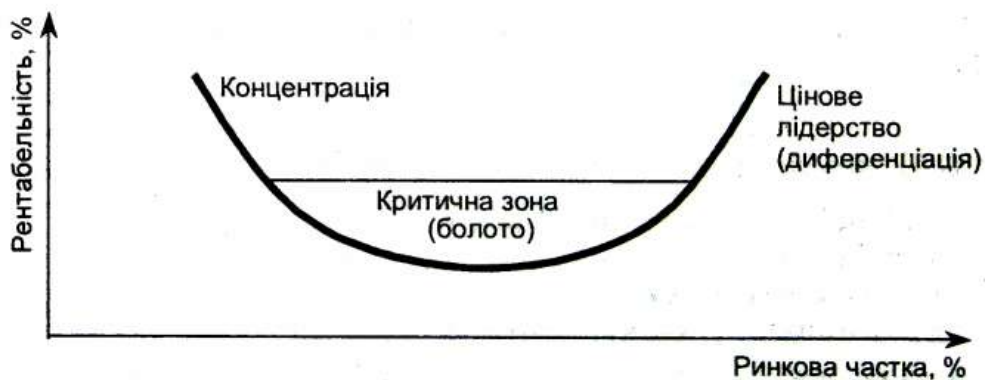 Рентабельність, %
Концентрація
Цінове
лідерство
(диференціація)
Критична зона
(болото)
Ринкова частка, %